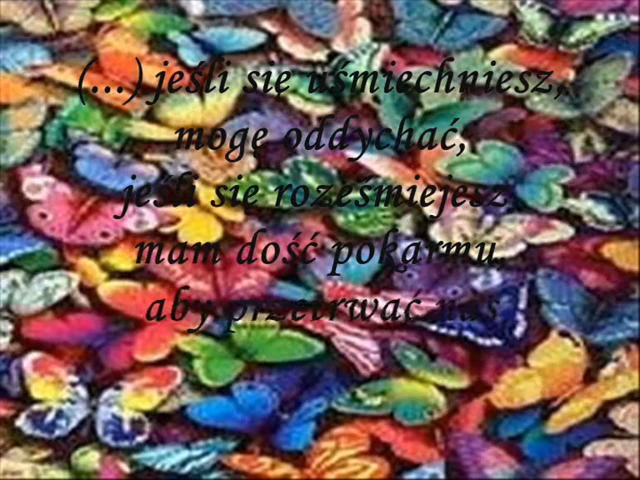 (...) jeśli się uśmiechniesz,
mogę oddychać,
jeśli się roześmiejesz
mam dość pokarmu
aby przetrwać nas